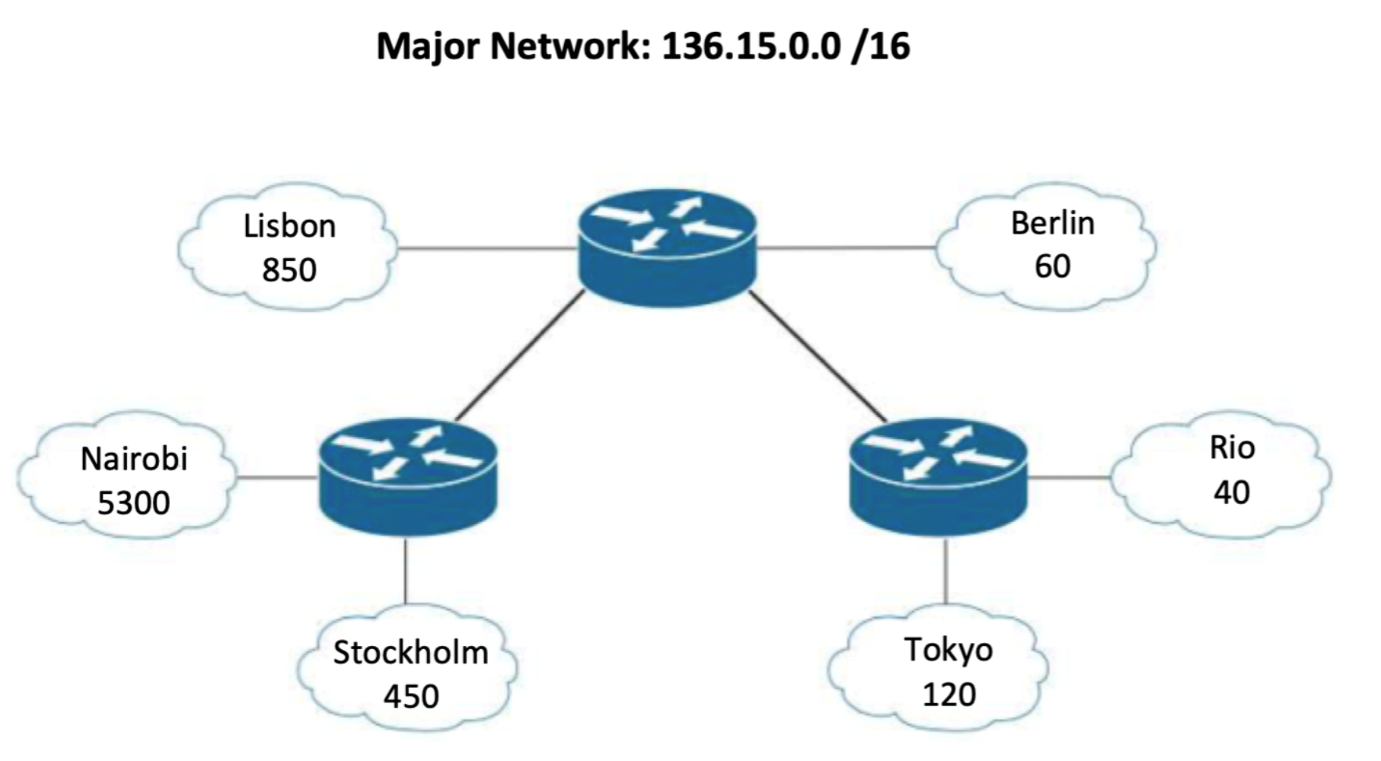 Major Network: 136.15.0.0 /16
Lisbon
850
Berlin
60
Nairobi
5300
Rio
40
Stockholm
450
Tokyo
120